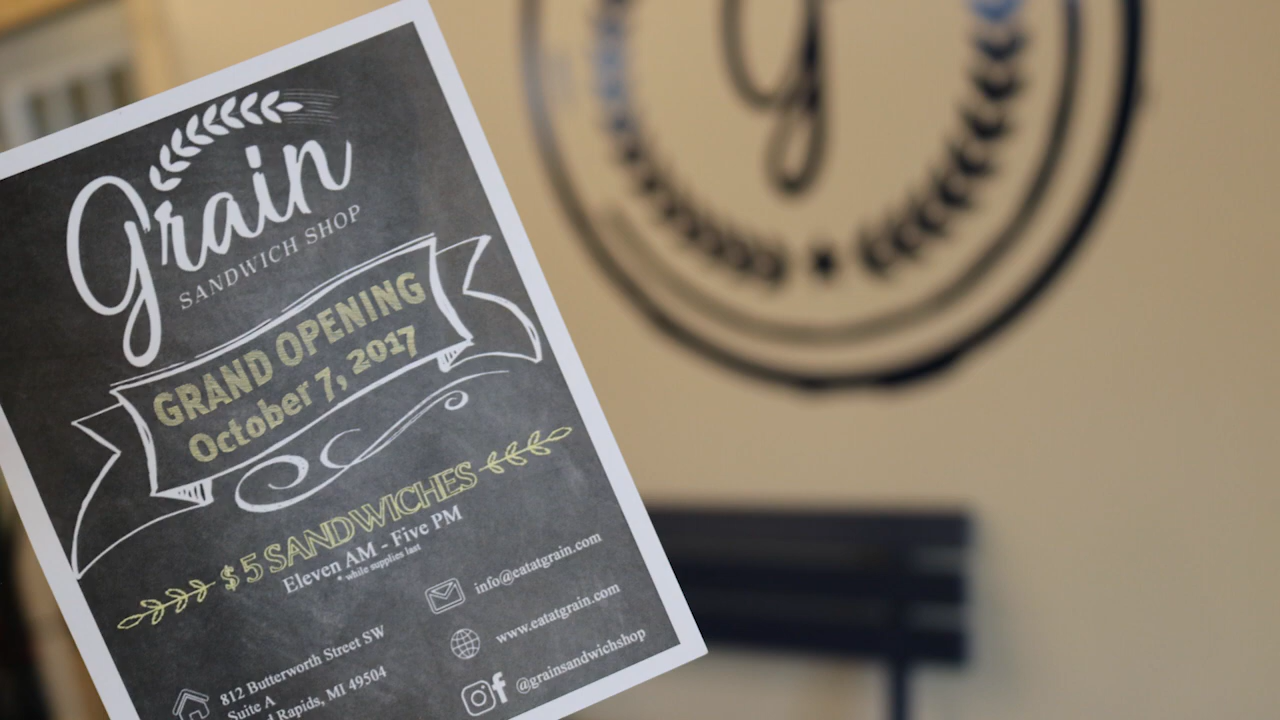 Grain
SANDWICH SHOP
GRAND OPENING
October 7, 2017
$5 SANDWICHES
Eleven AM - Five PM
* while supplies last
info@eatatgrain.com
www.eatatgrain.com
@grainsandwichshop
812 Butterworth Street SW
Suite A
Rapids, MI 49504
g